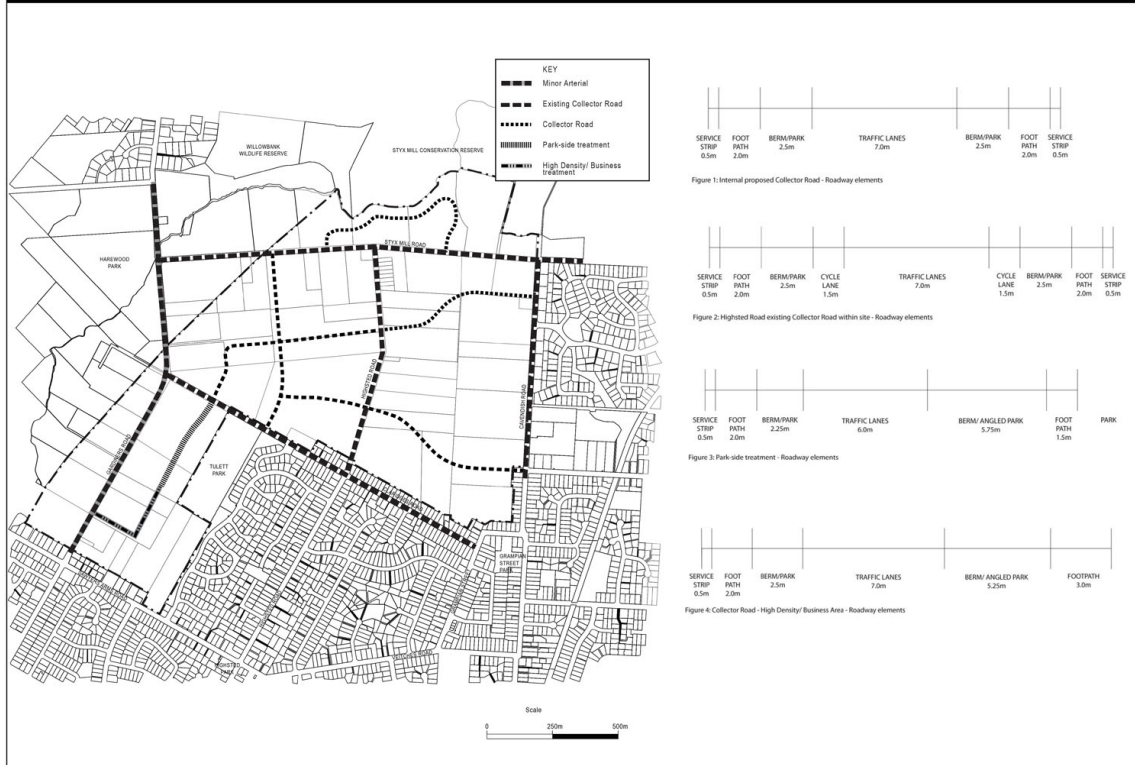 KEY
Minor Arterial
Existing Collector Road
Collector Road
Park-side treatment
High Density/ Business
treatment
WILLOWBANK
WILDLIFE RESERVE
STYX MILL CONSERVATION RESERVE
HAREWOOD
PARK
STYX MILL ROAD
HIGHSTED ROAD
CAVENDISH ROAD
GARDINERS ROAD
TULETT
PARK
GRAMPIAN
STREET
PARK
HIGHSTED
PARK
VEITCHES ROAD
Scale
0
250m
500m
SERVICE
STRIP
0.5m
FOOT
PATH
2.0m
BERM/PARK
2.5m
TRAFFIC LANES
7.0m
BERM/PARK
2.5m
FOOT
PATH
2.0m
SERVICE
STRIP
0.5m
Figure 1: Internal proposed Collector Road - Roadway elements
SERVICE
STRIP
0.5m
FOOT
PATH
2.0m
BERM/PARK
2.5m
CYCLE
LANE
1.5m
TRAFFIC LANES
7.0m
CYCLE
LANE
1.5m
BERM/PARK
2.5m
FOOT
PATH
2.0m
SERVICE
STRIP
0.5m
Figure 2: Highsted Road existing Collector Road within site - Roadway elements
SERVICE
STRIP
0.5m
FOOT
PATH
2.0m
BERM/PARK
2.25m
TRAFFIC LANES
6.0m
BERM/ ANGLED PARK
5.75m
FOOT
PATH
1.5m
PARK
Figure 3: Park-side treatment - Roadway elements
SERVICE
STRIP
0.5m
FOOT
PATH
2.0m
BERM/PARK
2.5m
TRAFFIC LANES
7.0m
BERM/ ANGLED PARK
5.25m
FOOTPATH
3.0m
Figure 4: Collector Road - High Density/ Business Area - Roadway elements